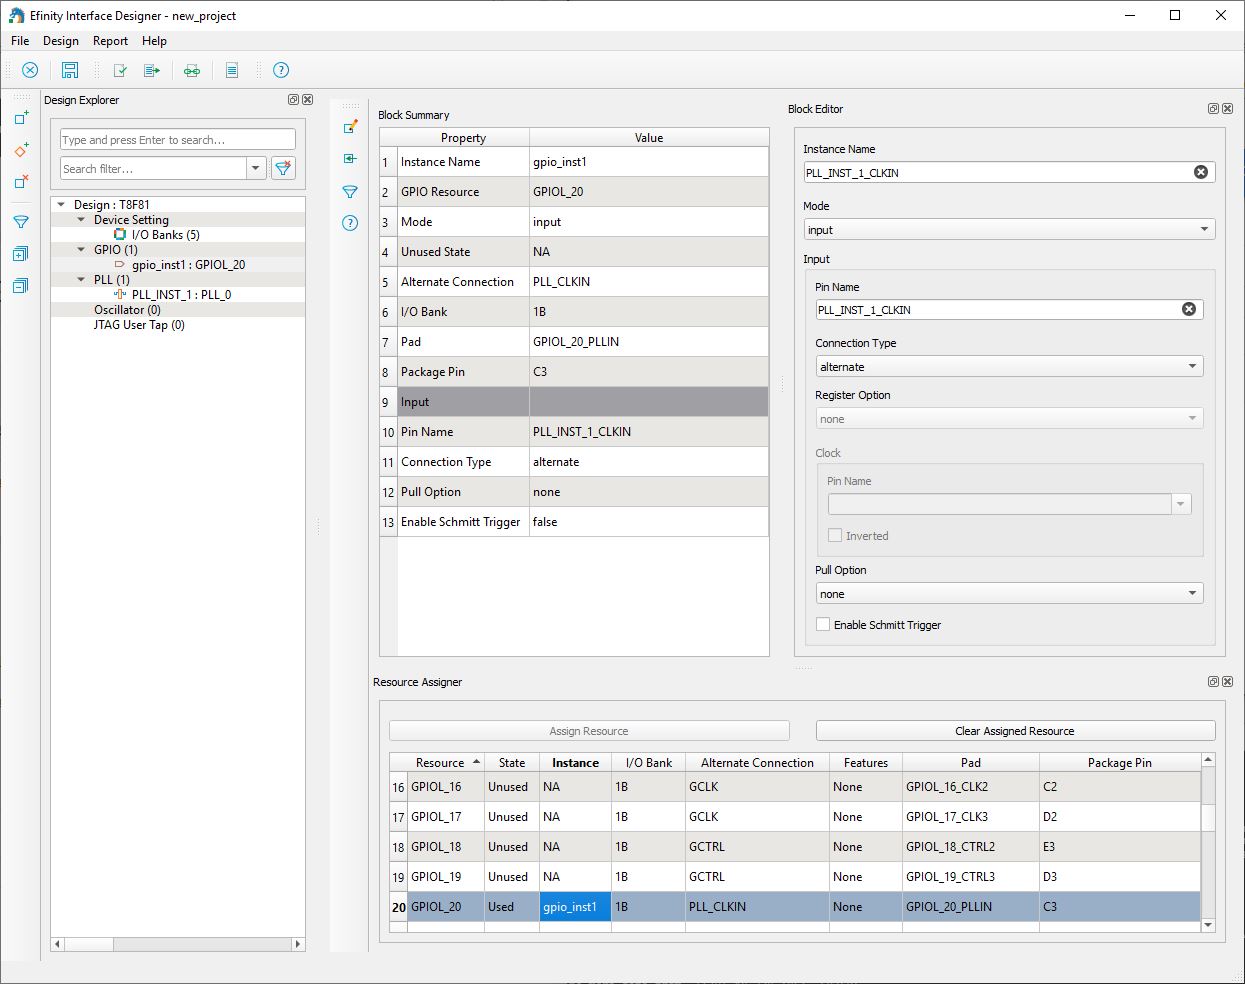 Efinity Interface Designer - new_project
File Design Report Help
Design Explorer
Type and press Enter to search...
Search filter...
Design : T8F81
Device Setting
I/O Banks (5)
GPIO (1)
gpio_inst1 : GPIOL_20
PLL (1)
PLL_INST_1 : PLL_0
Oscillator (0)
JTAG User Tap (0)
Block Summary
Property Value
1 Instance Name gpio_inst1
2 GPIO Resource GPIOL_20
3 Mode input
4 Unused State NA
5 Alternate Connection PLL_CLKIN
6 I/O Bank 1B
7 Pad GPIOL_20_PLLIN
8 Package Pin C3
9 Input
10 Pin Name PLL_INST_1_CLKIN
11 Connection Type alternate
12 Pull Option none
13 Enable Schmitt Trigger false
Block Editor
Instance Name
PLL_INST_1_CLKIN
Mode
input
Input
Pin Name
PLL_INST_1_CLKIN
Connection Type
alternate
Register Option
none
Clock
Pin Name
Inverted
Pull Option
none
Enable Schmitt Trigger
Resource Assigner
Assign Resource Clear Assigned Resource
Resource State Instance I/O Bank Alternate Connection Features Pad Package Pin
16 GPIOL_16 Unused NA 1B GCLK None GPIOL_16_CLK2 C2
17 GPIOL_17 Unused NA 1B GCLK None GPIOL_17_CLK3 D2
18 GPIOL_18 Unused NA 1B GCTRL None GPIOL_18_CTRL2 E3
19 GPIOL_19 Unused NA 1B GCTRL None GPIOL_19_CTRL3 D3
20 GPIOL_20 Used gpio_inst1 1B PLL_CLKIN None GPIOL_20_PLLIN C3